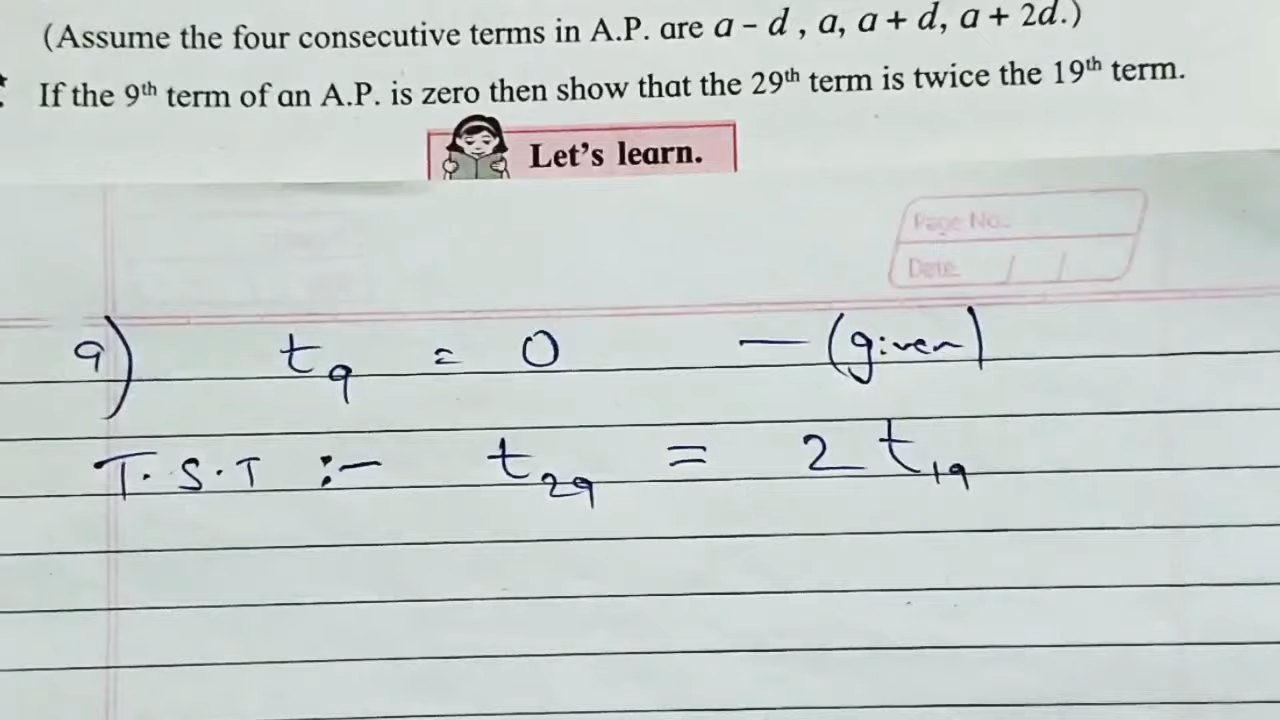 (Assume the four consecutive terms in A.P. are a - d , a, a + d, a + 2d.)
If the 9th term of an A.P. is zero then show that the 29th term is twice the 19th term.
Let's learn.
Page No.
Date / /
9) t9 = 0 — (given)
T.S.T :- t29 = 2 t19